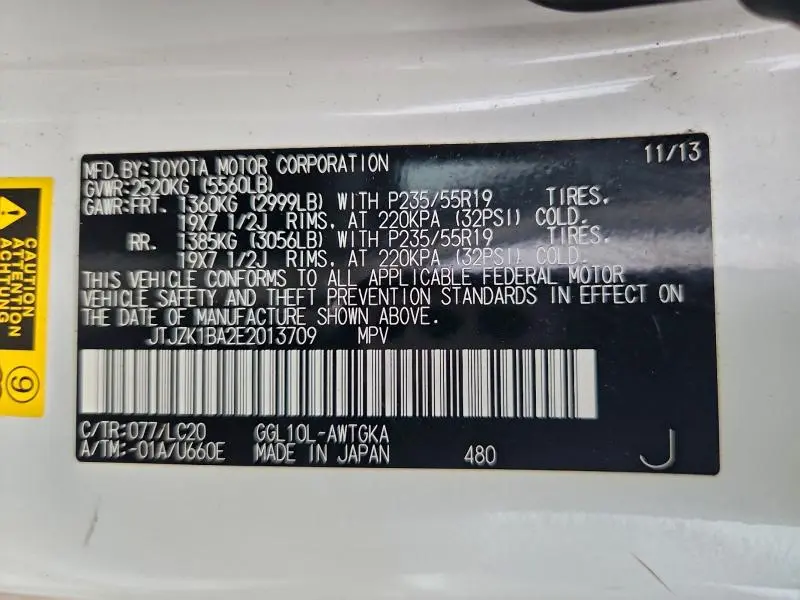 MFD.BY:TOYOTA MOTOR CORPORATION 11/13
GVWR:2520KG (5560LB)
GAWR:FRT. 1360KG (2999LB) WITH P235/55R19 TIRES.
19X7 1/2J RIMS, AT 220KPA (32PSI) COLD.
RR. 1385KG (3056LB) WITH P235/55R19 TIRES.
19X7 1/2J RIMS, AT 220KPA (32PSI) COLD.
THIS VEHICLE CONFORMS TO ALL APPLICABLE FEDERAL MOTOR
VEHICLE SAFETY AND THEFT PREVENTION STANDARDS IN EFFECT ON
THE DATE OF MANUFACTURE SHOWN ABOVE.
JTJZK1BA2E2013709 MPV
C/TR:077/LC20 GGL10L-AWTGKA
A/TM:-01A/U660E MADE IN JAPAN 480 J
CAUTION
ATTENTION
ACHTUNG
9